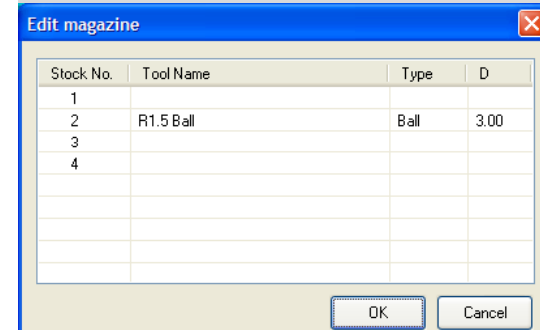 Edit magazine
Stock No. Tool Name Type D
1
2 R1.5 Ball Ball 3.00
3
4
OK Cancel